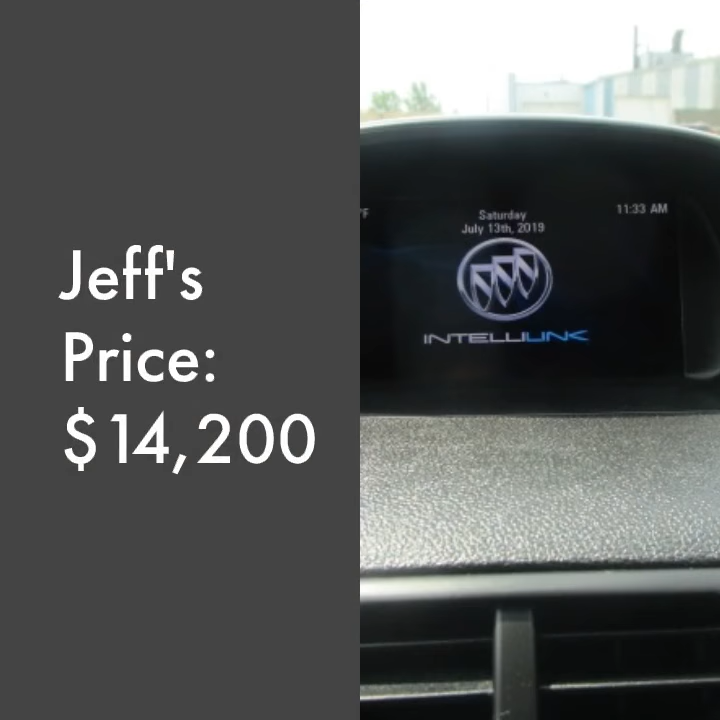 Jeff's
Price:
$14,200
°F
Saturday
11:33 AM
July 13th, 2019
INTELLILINK